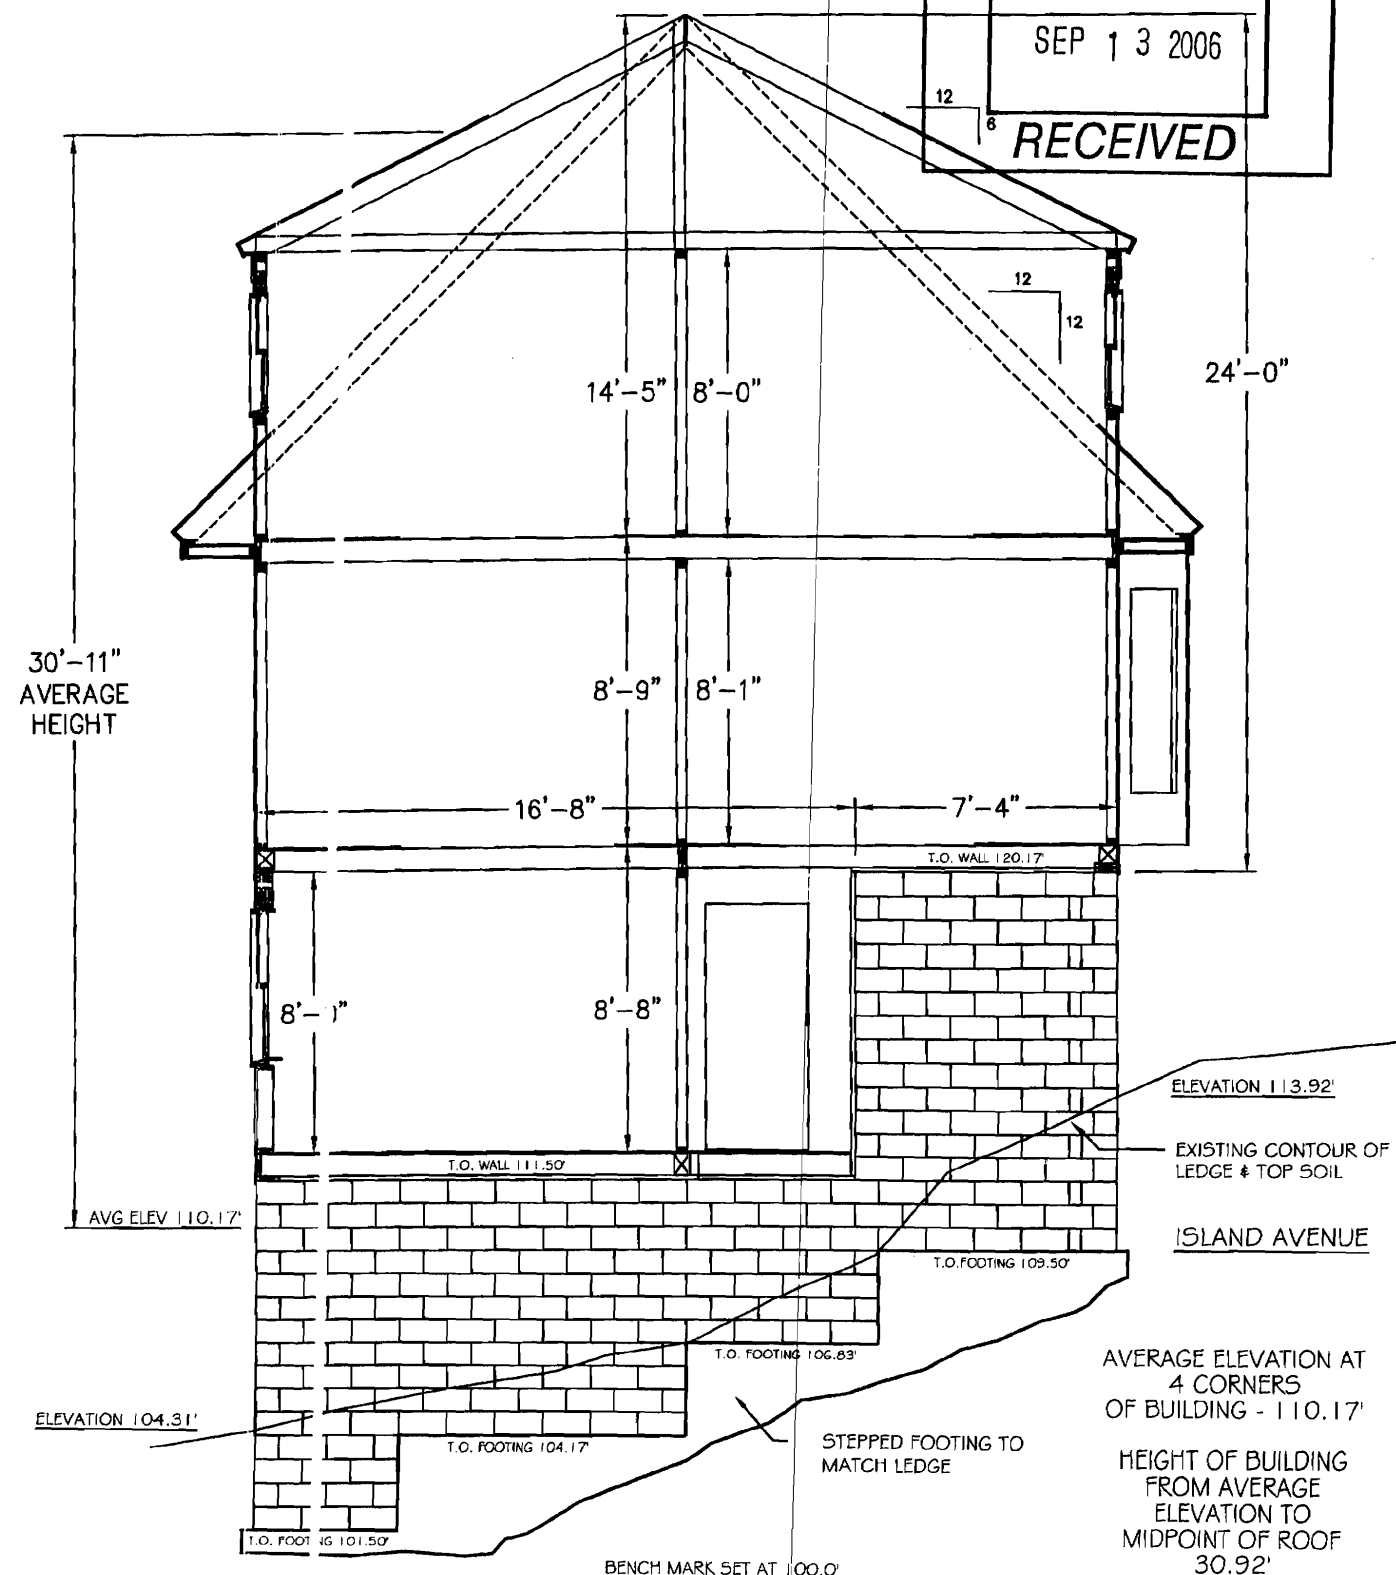 SEP 13 2006
RECEIVED
12
6
12
12
14'-5"
8'-0"
24'-0"
30'-11"
AVERAGE
HEIGHT
8'-9"
8'-1"
16'-8"
7'-4"
T.O. WALL 120.17'
8'-8"
ELEVATION 113.92'
EXISTING CONTOUR OF
LEDGE & TOP SOIL
T.O. WALL 111.50'
AVG ELEV 110.17'
ISLAND AVENUE
T.O.FOOTING 109.50'
T.O. FOOTING 106.83'
AVERAGE ELEVATION AT
4 CORNERS
OF BUILDING - 110.17'
ELEVATION 104.31'
T.O. FOOTING 104.17'
STEPPED FOOTING TO
MATCH LEDGE
HEIGHT OF BUILDING
FROM AVERAGE
ELEVATION TO
MIDPOINT OF ROOF
30.92'
T.O. FOOTING 101.50'
BENCH MARK SET AT 100.0'